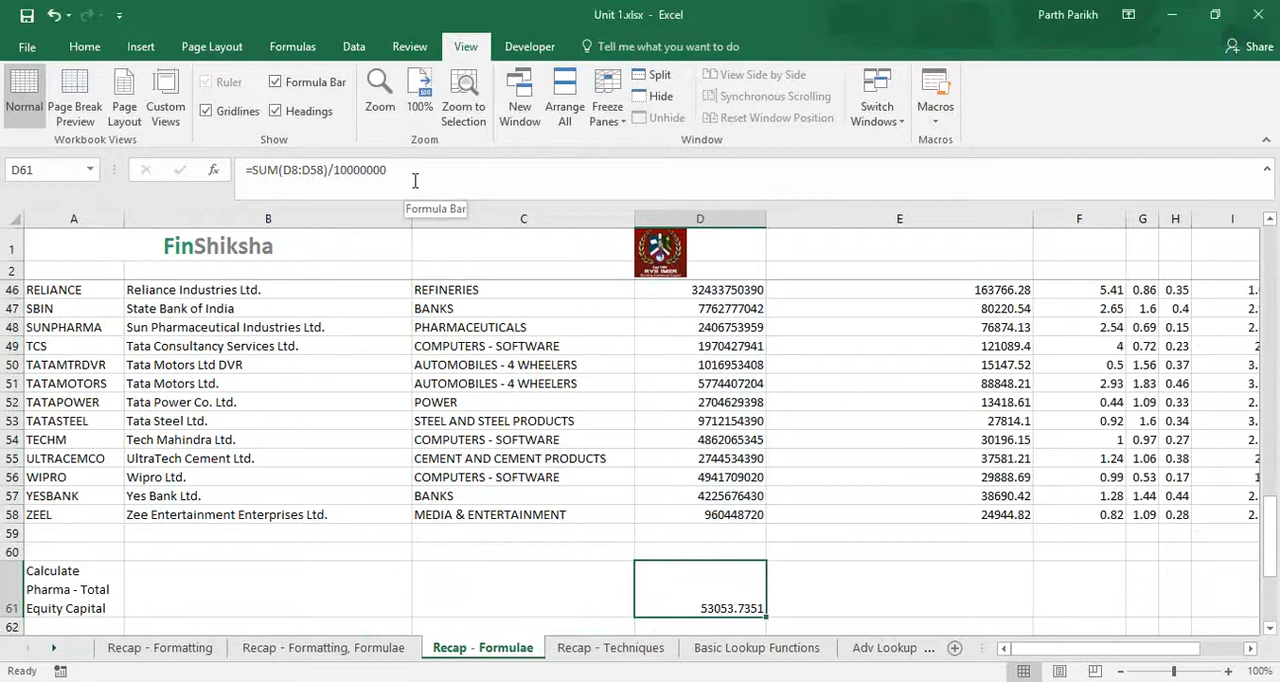 Unit 1.xlsx - Excel
Parth Parikh
File Home Insert Page Layout Formulas Data Review View Developer Tell me what you want to do Share
Normal Page Break Preview Page Layout Custom Views
Workbook Views
Ruler Formula Bar
Gridlines Headings
Show
Zoom 100% Zoom to Selection
Zoom
New Window Arrange All Freeze Panes
Split
Hide
Unhide
View Side by Side
Synchronous Scrolling
Reset Window Position
Window
Switch Windows
Macros
Macros
D61 fx =SUM(D8:D58)/10000000
Formula Bar
A B C D E F G H I
1 FinShiksha
RVS IMSR
2
46 RELIANCE Reliance Industries Ltd. REFINERIES 32433750390 163766.28 5.41 0.86 0.35
47 SBIN State Bank of India BANKS 7762777042 80220.54 2.65 1.6 0.4
48 SUNPHARMA Sun Pharmaceutical Industries Ltd. PHARMACEUTICALS 2406753959 76874.13 2.54 0.69 0.15
49 TCS Tata Consultancy Services Ltd. COMPUTERS - SOFTWARE 1970427941 121089.4 4 0.72 0.23
50 TATAMTRDVR Tata Motors Ltd DVR AUTOMOBILES - 4 WHEELERS 1016953408 15147.52 0.5 1.56 0.37 3.
51 TATAMOTORS Tata Motors Ltd. AUTOMOBILES - 4 WHEELERS 5774407204 88848.21 2.93 1.83 0.46 3.
52 TATAPOWER Tata Power Co. Ltd. POWER 2704629398 13418.61 0.44 1.09 0.33 2.
53 TATASTEEL Tata Steel Ltd. STEEL AND STEEL PRODUCTS 9712154390 27814.1 0.92 1.6 0.34 3.
54 TECHM Tech Mahindra Ltd. COMPUTERS - SOFTWARE 4862065345 30196.15 1 0.97 0.27 2.
55 ULTRACEMCO UltraTech Cement Ltd. CEMENT AND CEMENT PRODUCTS 2744534390 37581.21 1.24 1.06 0.38 2
56 WIPRO Wipro Ltd. COMPUTERS - SOFTWARE 4941709020 29888.69 0.99 0.53 0.17 1
57 YESBANK Yes Bank Ltd. BANKS 4225676430 38690.42 1.28 1.44 0.44 2.
58 ZEEL Zee Entertainment Enterprises Ltd. MEDIA & ENTERTAINMENT 960448720 24944.82 0.82 1.09 0.28 2.
59
60
Calculate
Pharma - Total
61 Equity Capital 53053.7351
62
Recap - Formatting Recap - Formatting, Formulae Recap - Formulae Recap - Techniques Basic Lookup Functions Adv Lookup ...
Ready 100%